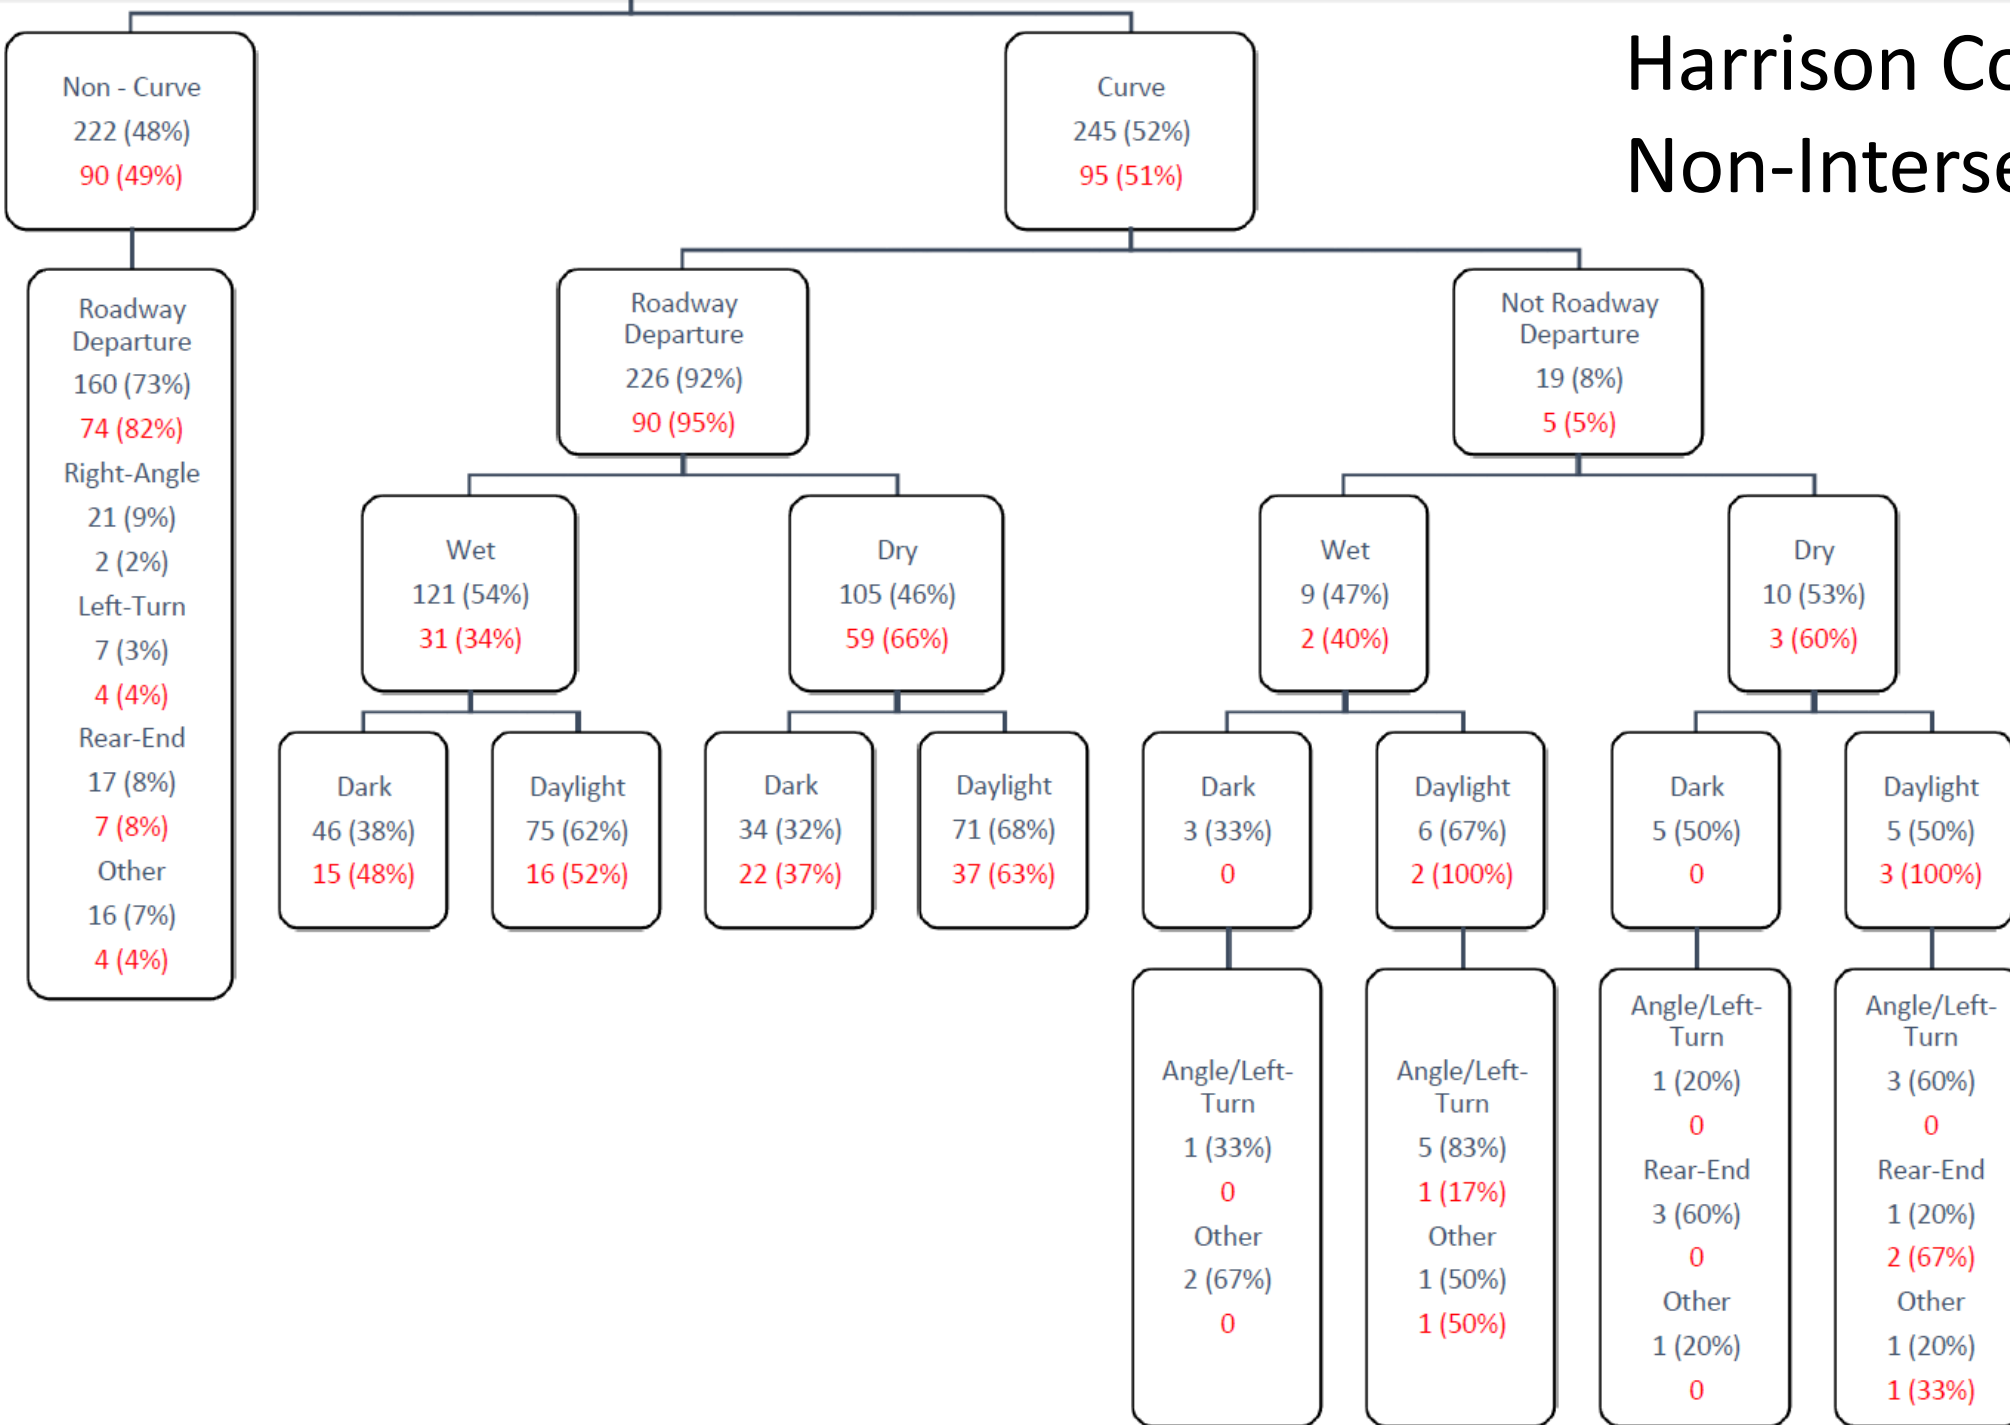 Harrison Co
Non-Interse
Non - Curve
222 (48%)
90 (49%)
Curve
245 (52%)
95 (51%)
Roadway
Departure
160 (73%)
74 (82%)
Right-Angle
21 (9%)
2 (2%)
Left-Turn
7 (3%)
4 (4%)
Rear-End
17 (8%)
7 (8%)
Other
16 (7%)
4 (4%)
Roadway
Departure
226 (92%)
90 (95%)
Not Roadway
Departure
19 (8%)
5 (5%)
Wet
121 (54%)
31 (34%)
Dry
105 (46%)
59 (66%)
Wet
9 (47%)
2 (40%)
Dry
10 (53%)
3 (60%)
Dark
46 (38%)
15 (48%)
Daylight
75 (62%)
16 (52%)
Dark
34 (32%)
22 (37%)
Daylight
71 (68%)
37 (63%)
Dark
3 (33%)
0
Daylight
6 (67%)
2 (100%)
Dark
5 (50%)
0
Daylight
5 (50%)
3 (100%)
Angle/Left-
Turn
1 (33%)
0
Other
2 (67%)
0
Angle/Left-
Turn
5 (83%)
1 (17%)
Other
1 (50%)
1 (50%)
Angle/Left-
Turn
1 (20%)
0
Rear-End
3 (60%)
0
Other
1 (20%)
0
Angle/Left-
Turn
3 (60%)
0
Rear-End
1 (20%)
2 (67%)
Other
1 (20%)
1 (33%)